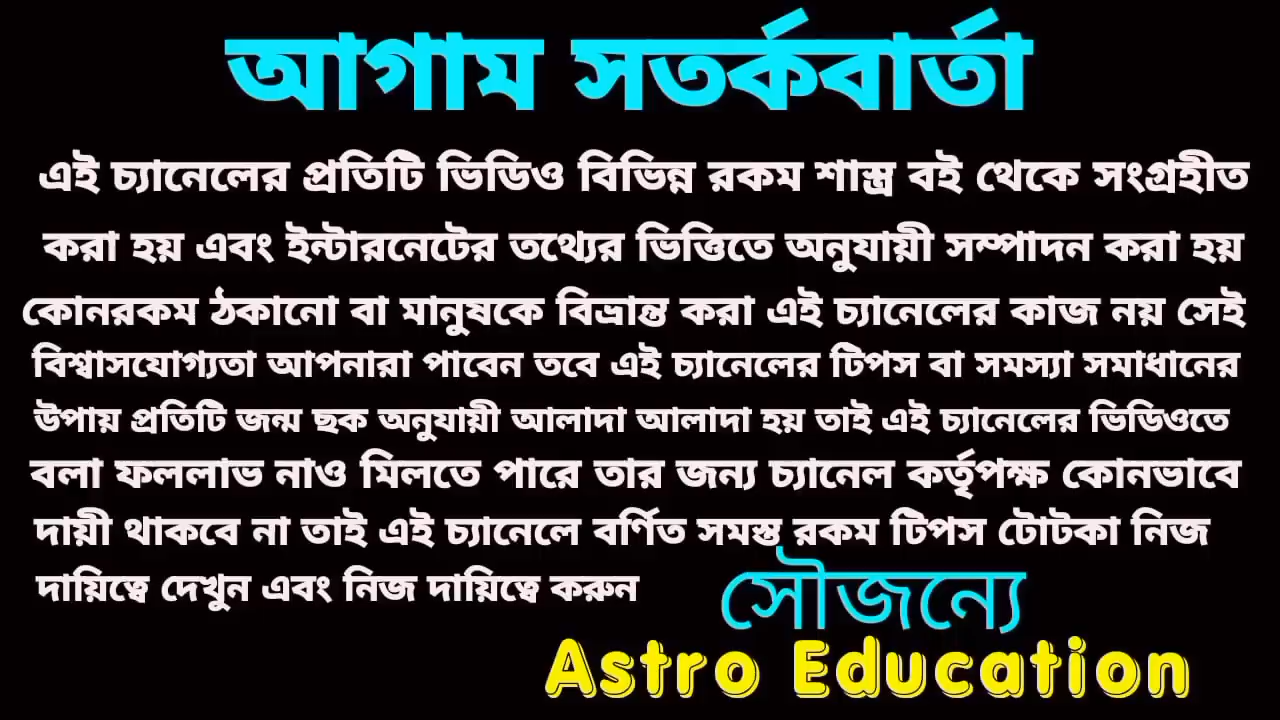 আগাম সতর্কবার্তা
এই চ্যানেলের প্রতিটি ভিডিও বিভিন্ন রকম শাস্ত্র বই থেকে সংগ্রহীত
করা হয় এবং ইন্টারনেটের তথ্যের ভিত্তিতে অনুযায়ী সম্পাদন করা হয়
কোনরকম ঠকানো বা মানুষকে বিভ্রান্ত করা এই চ্যানেলের কাজ নয় সেই
বিশ্বাসযোগ্যতা আপনারা পাবেন তবে এই চ্যানেলের টিপস বা সমস্যা সমাধানের
উপায় প্রতিটি জন্ম ছক অনুযায়ী আলাদা আলাদা হয় তাই এই চ্যানেলের ভিডিওতে
বলা ফললাভ নাও মিলতে পারে তার জন্য চ্যানেল কর্তৃপক্ষ কোনভাবে
দায়ী থাকবে না তাই এই চ্যানেলে বর্ণিত সমস্ত রকম টিপস টোটকা নিজ
দায়িত্বে দেখুন এবং নিজ দায়িত্বে করুন
সৌজন্যে
Astro Education